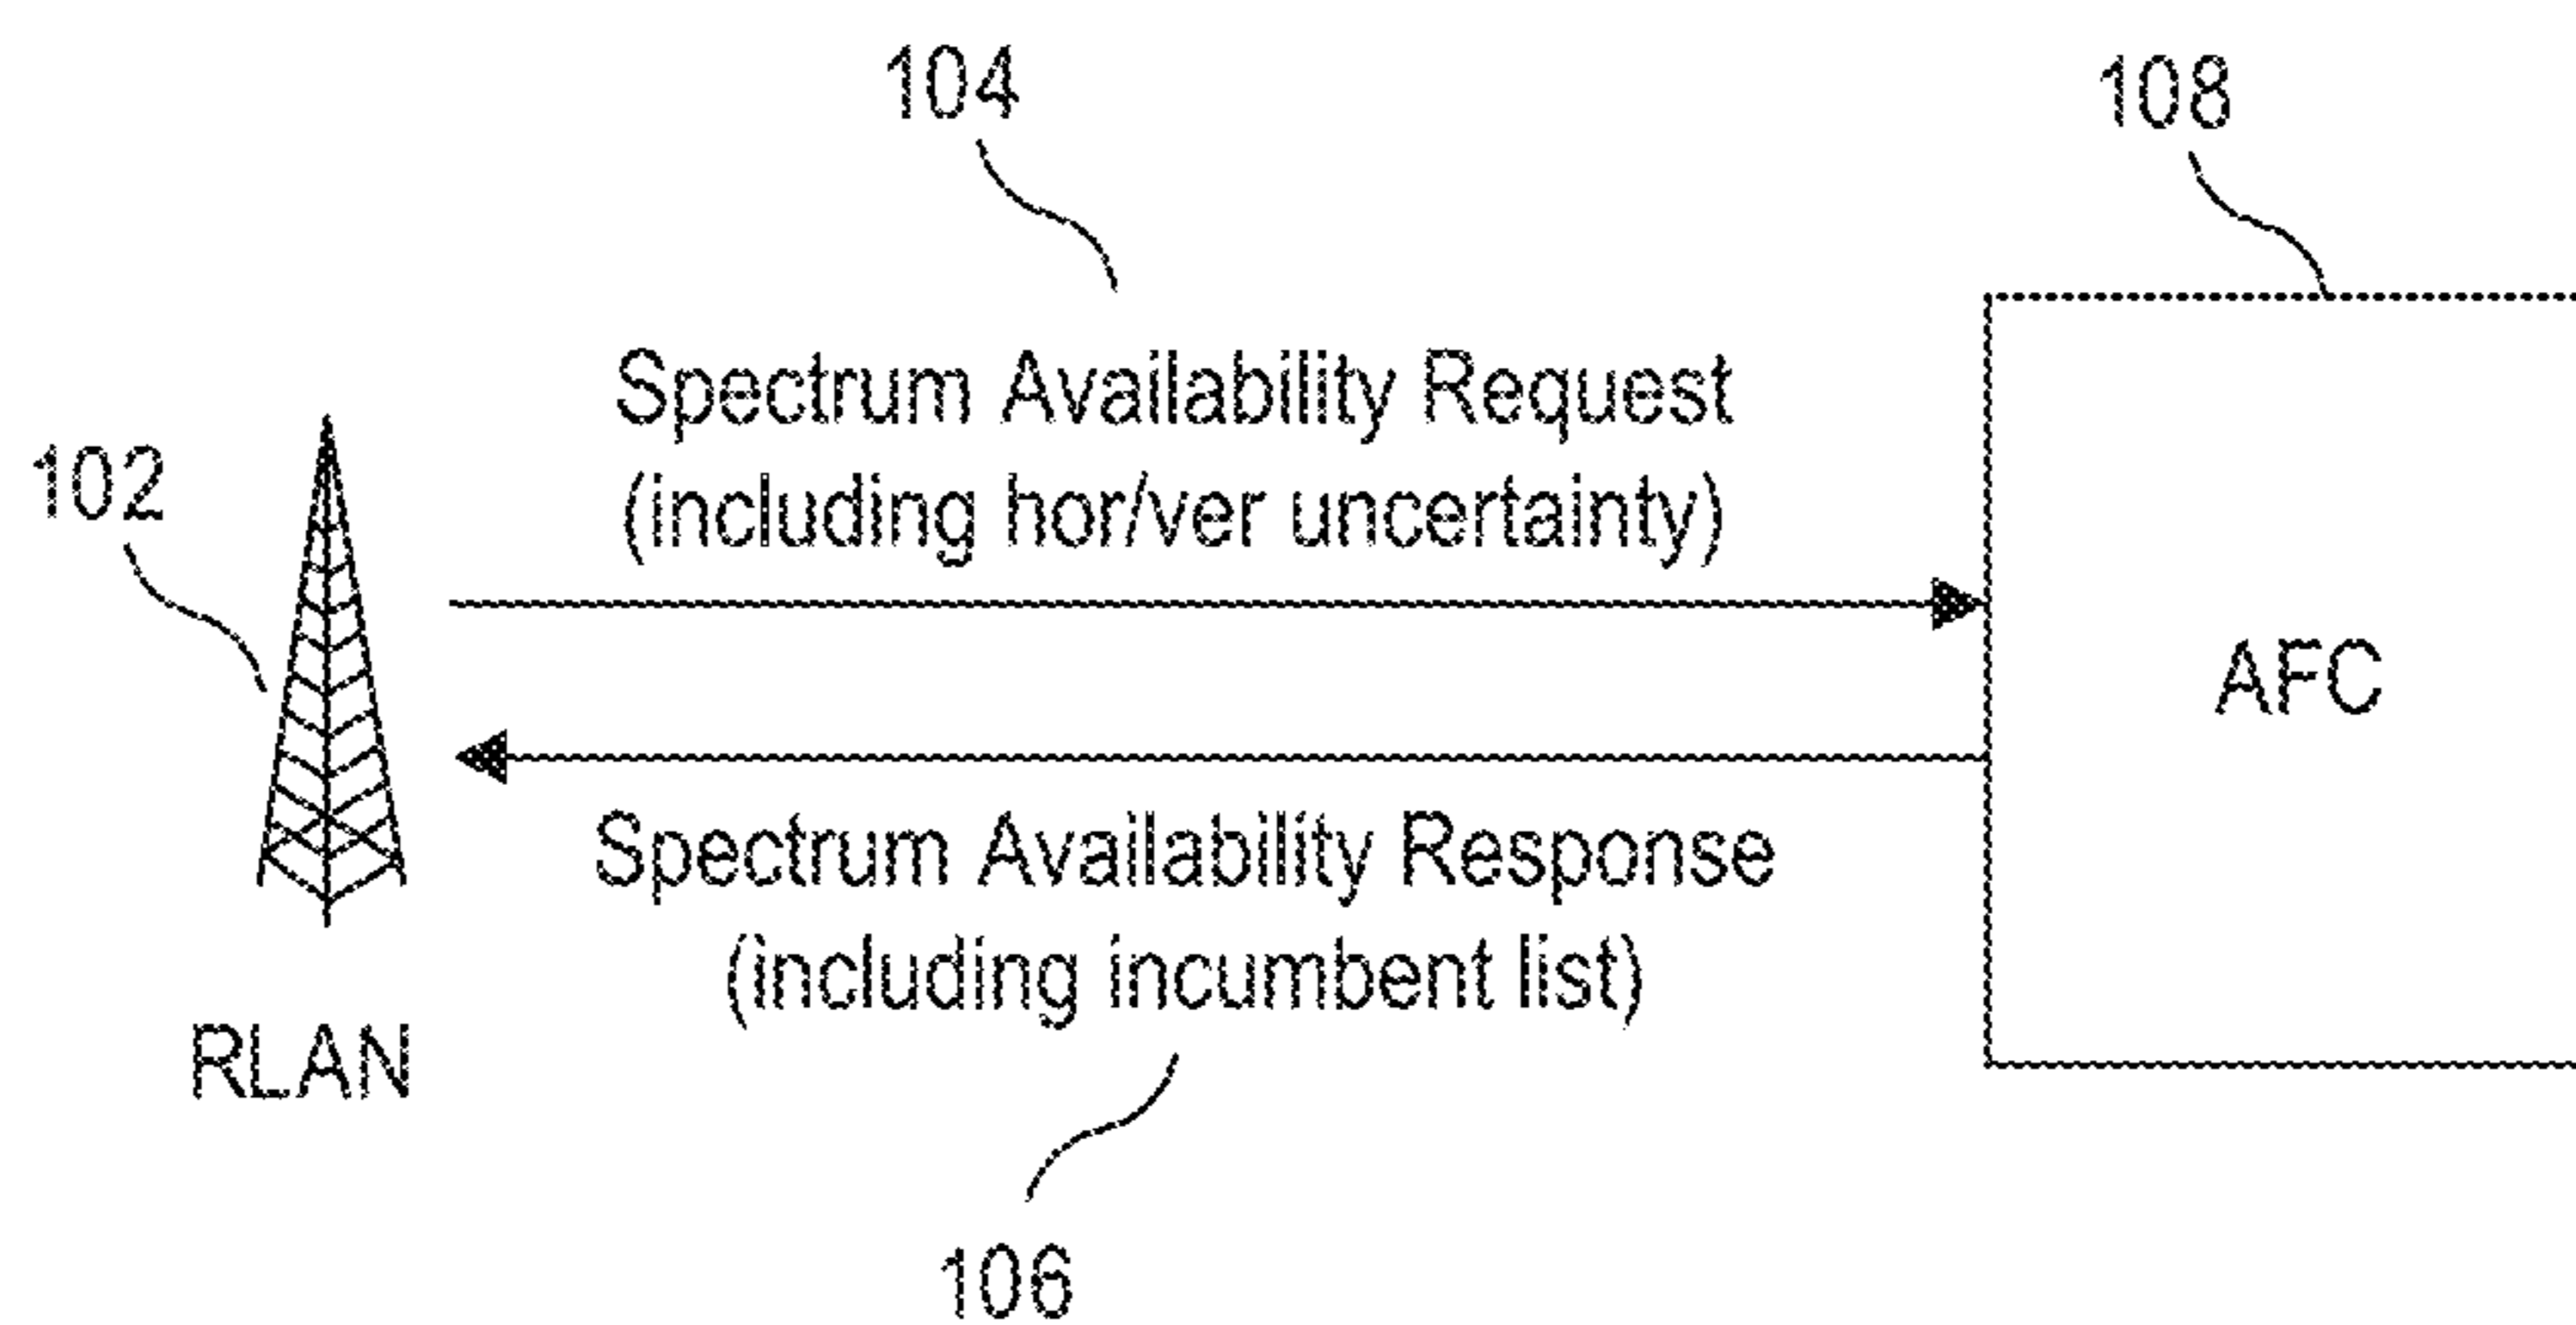 104
108
Spectrum Availability Request
(including hor/ver uncertainty)
102
AFC
Spectrum Availability Response
(including incumbent list)
RLAN
106